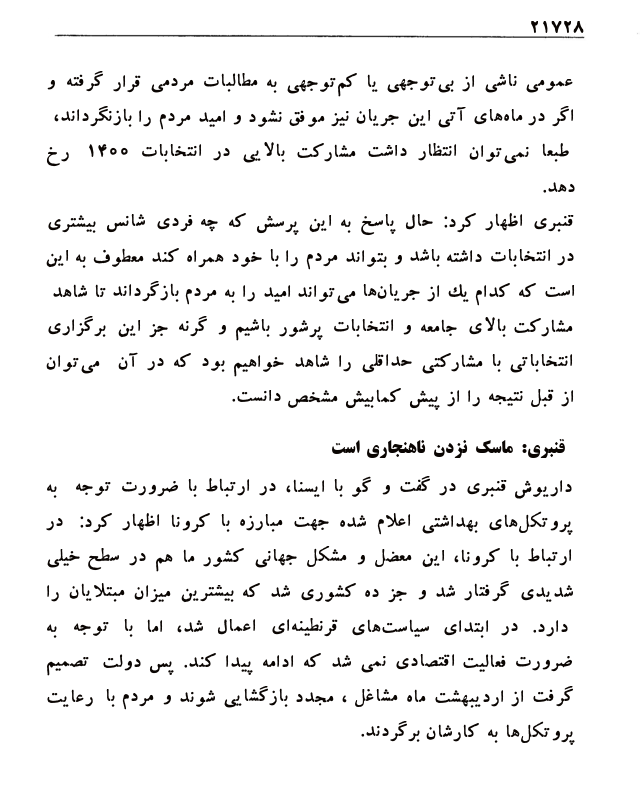 ۲۱۷۲۸
عمومی ناشی از بی‌توجهی یا کم‌توجهی به مطالبات مردمی قرار گرفته و
اگر در ماه‌های آتی این جریان نیز موفق نشود و امید مردم را بازنگرداند،
طبعا نمی‌توان انتظار داشت مشارکت بالایی در انتخابات ۱۴۰۰ رخ
دهد.
قنبری اظهار کرد: حال پاسخ به این پرسش که چه فردی شانس بیشتری
در انتخابات داشته باشد و بتواند مردم را با خود همراه کند معطوف به این
است که کدام یك از جریان‌ها می‌تواند امید را به مردم بازگرداند تا شاهد
مشارکت بالای جامعه و انتخابات پرشور باشیم و گرنه جز این برگزاری
انتخاباتی با مشارکتی حداقلی را شاهد خواهیم بود که در آن می‌توان
از قبل نتیجه را از پیش کمابیش مشخص دانست.
قنبری: ماسک نزدن ناهنجاری است
داریوش قنبری در گفت و گو با ایسنا، در ارتباط با ضرورت توجه به
پروتکل‌های بهداشتی اعلام شده جهت مبارزه با کرونا اظهار کرد: در
ارتباط با کرونا، این معضل و مشکل جهانی کشور ما هم در سطح خیلی
شدیدی گرفتار شد و جز ده کشوری شد که بیشترین میزان مبتلایان را
دارد. در ابتدای سیاست‌های قرنطینه‌ای اعمال شد، اما با توجه به
ضرورت فعالیت اقتصادی نمی شد که ادامه پیدا کند. پس دولت تصمیم
گرفت از اردیبهشت ماه مشاغل ، مجدد بازگشایی شوند و مردم با رعایت
پروتکل‌ها به کارشان برگردند.